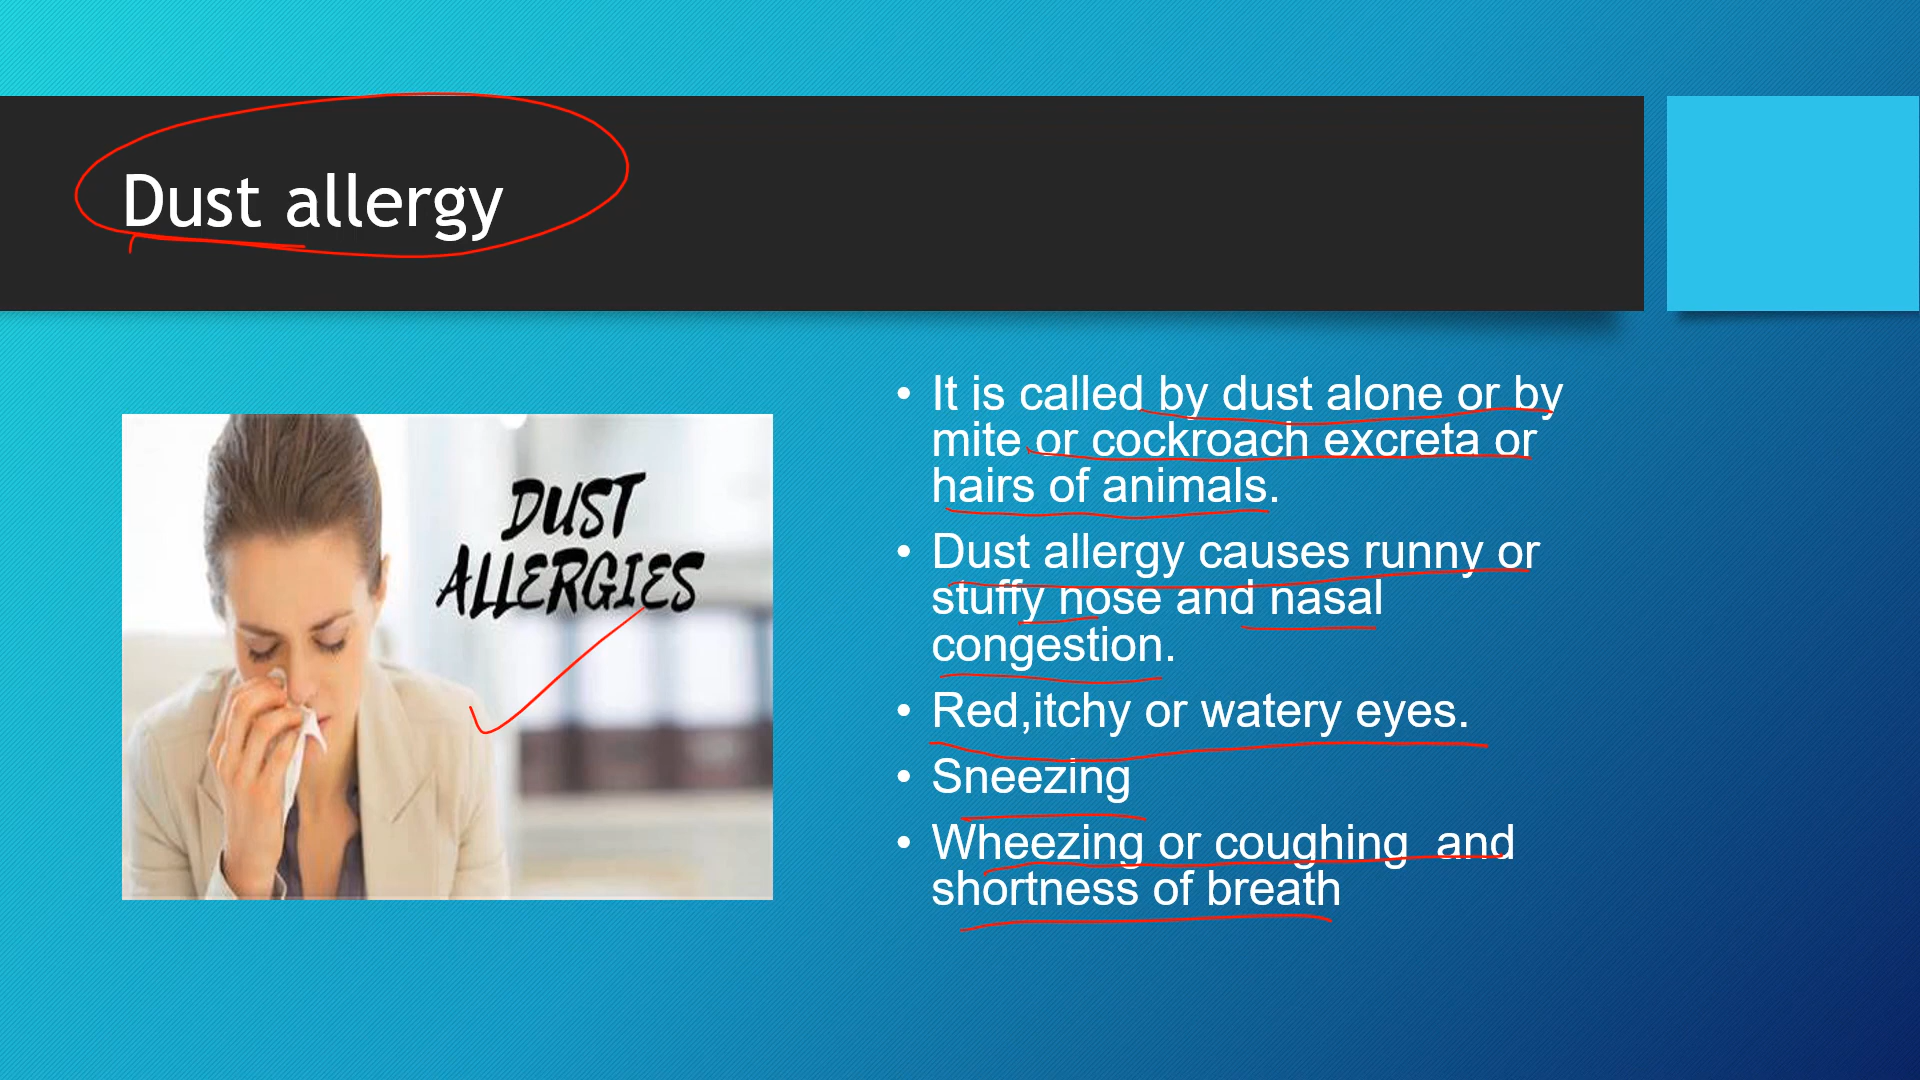 Dust allergy
DUST
ALLERGIES
• It is called by dust alone or by
mite or cockroach excreta or
hairs of animals.
• Dust allergy causes runny or
stuffy nose and nasal
congestion.
• Red,itchy or watery eyes.
• Sneezing
• Wheezing or coughing  and
shortness of breath